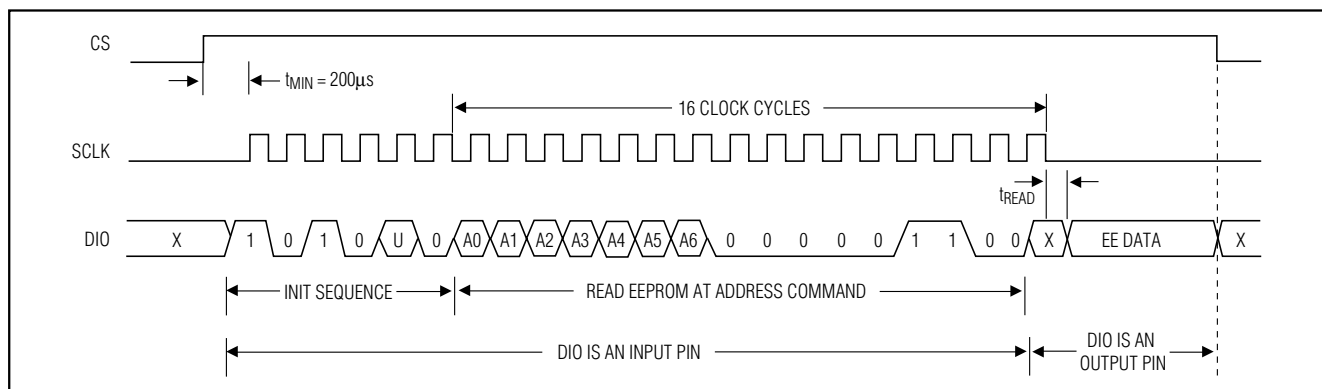 CS
tMIN = 200µs
16 CLOCK CYCLES
SCLK
tREAD
DIO
X 1 0 1 0 U 0 A0 A1 A2 A3 A4 A5 A6 0 0 0 0 0 1 1 0 0 X EE DATA X
INIT SEQUENCE
READ EEPROM AT ADDRESS COMMAND
DIO IS AN INPUT PIN
DIO IS AN
OUTPUT PIN